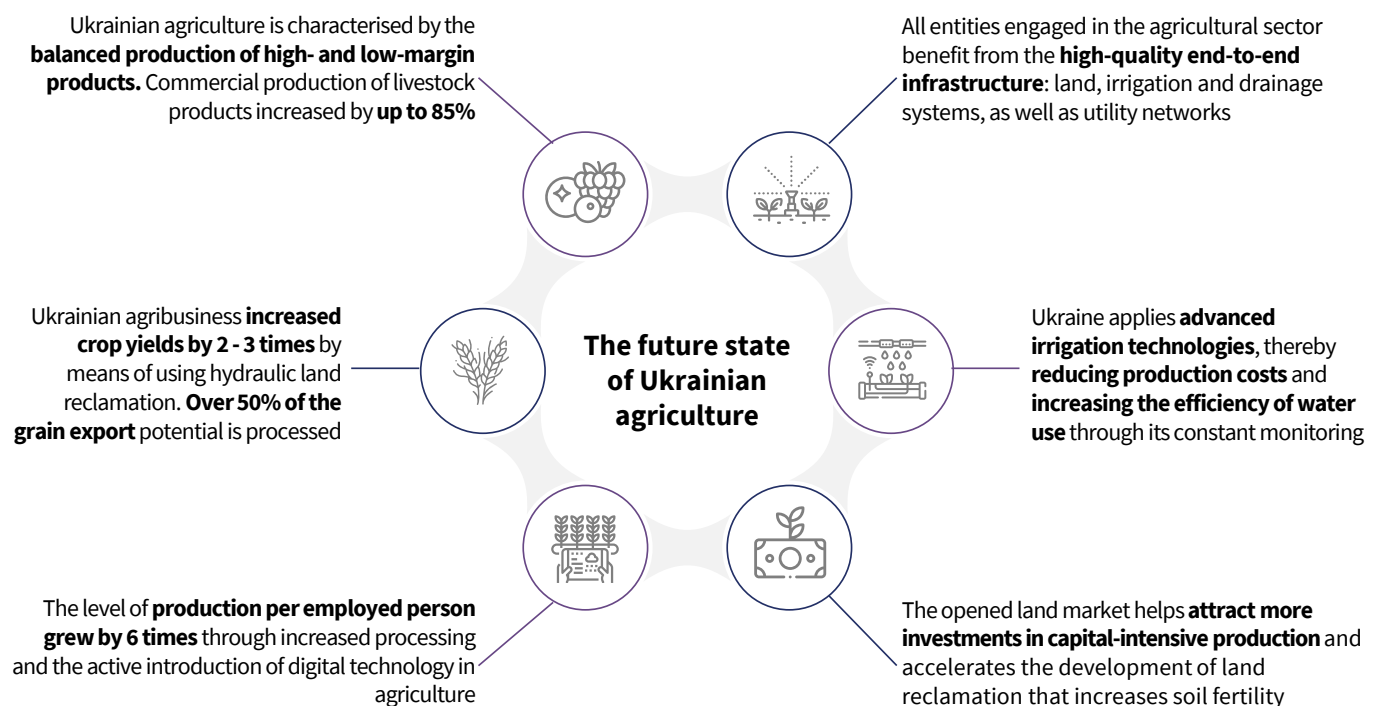 Ukrainian agriculture is characterised by the
balanced production of high- and low-margin
products. Commercial production of livestock
products increased by up to 85%
All entities engaged in the agricultural sector
benefit from the high-quality end-to-end
infrastructure: land, irrigation and drainage
systems, as well as utility networks
Ukrainian agribusiness increased
crop yields by 2 - 3 times by
means of using hydraulic land
reclamation. Over 50% of the
grain export potential is processed
The future state
of Ukrainian
agriculture
Ukraine applies advanced
irrigation technologies, thereby
reducing production costs and
increasing the efficiency of water
use through its constant monitoring
The level of production per employed person
grew by 6 times through increased processing
and the active introduction of digital technology in
agriculture
The opened land market helps attract more
investments in capital-intensive production and
accelerates the development of land
reclamation that increases soil fertility